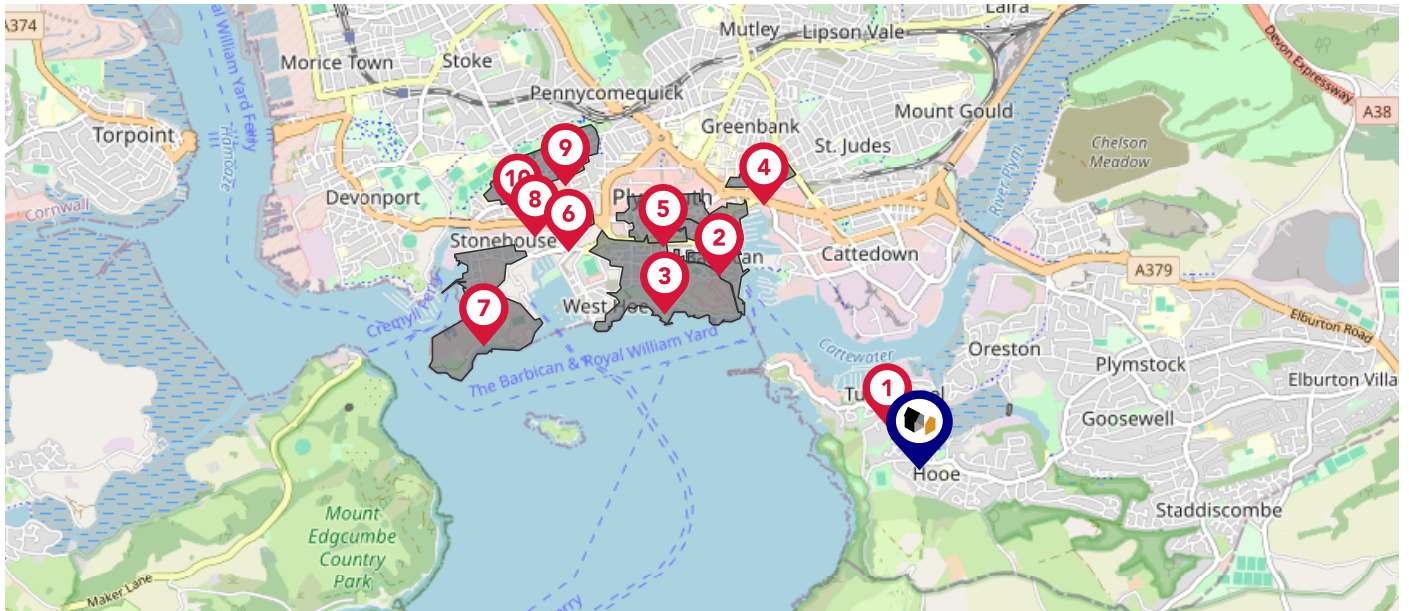 A374
Laira
Mutley
Lipson Vale
Morice Town
Stoke
Pennycomequick
Devon Expressway
A38
Torpoint
Hamoaze
Greenbank
Mount Gould
St. Judes
Chelson
Meadow
9
4
10
8
6
5
2
3
7
1
Cornwall
Devonport
Stonehouse
Cattedown
River Plym
A379
West Hoe
Elburton Road
The Barbican & Royal William Yard
Cattewater
Oreston
Plymstock
Elburton Villa
Goosewell
Hooe
Staddiscombe
Mount
Edgcumbe
Country
Park
Maker Lane